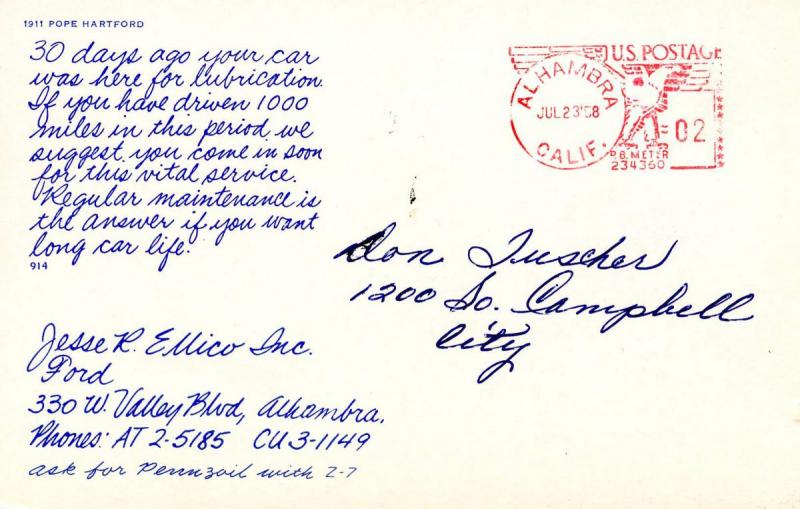 1911 POPE HARTFORD
30 days ago your car
was here for lubrication.
If you have driven 1000
miles in this period we
suggest you come in soon
for this vital service.
Regular maintenance is
the answer if you want
long car life.
914
U.S. POSTAGE
ALHAMBRA
JUL 23 '58
CALIF.
02
P.B. METER
234360
Don Tuscher
1200 So. Campbell
City
Jesse R. Ellico Inc.
Ford
330 W. Valley Blvd, Alhambra.
Phones: AT 2-5185 CU 3-1149
ask for Pennzoil with Z-7